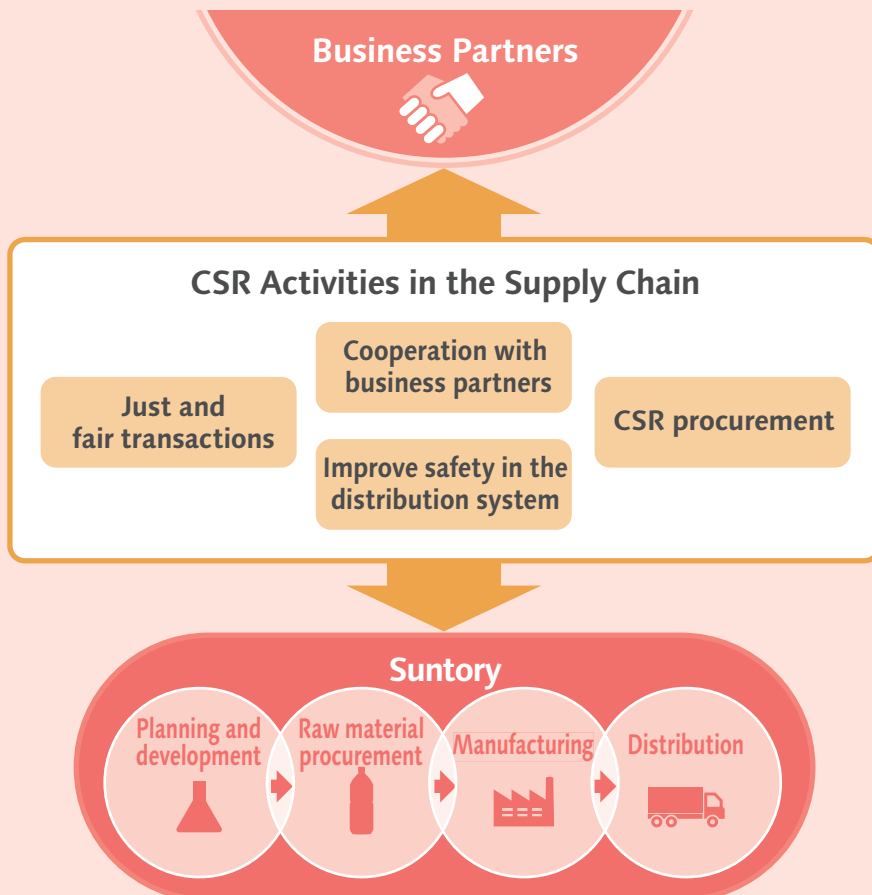 Business Partners
CSR Activities in the Supply Chain
Just and
fair transactions
Cooperation with
business partners
Improve safety in the
distribution system
CSR procurement
Suntory
Planning and
development
Raw material
procurement
Manufacturing
Distribution